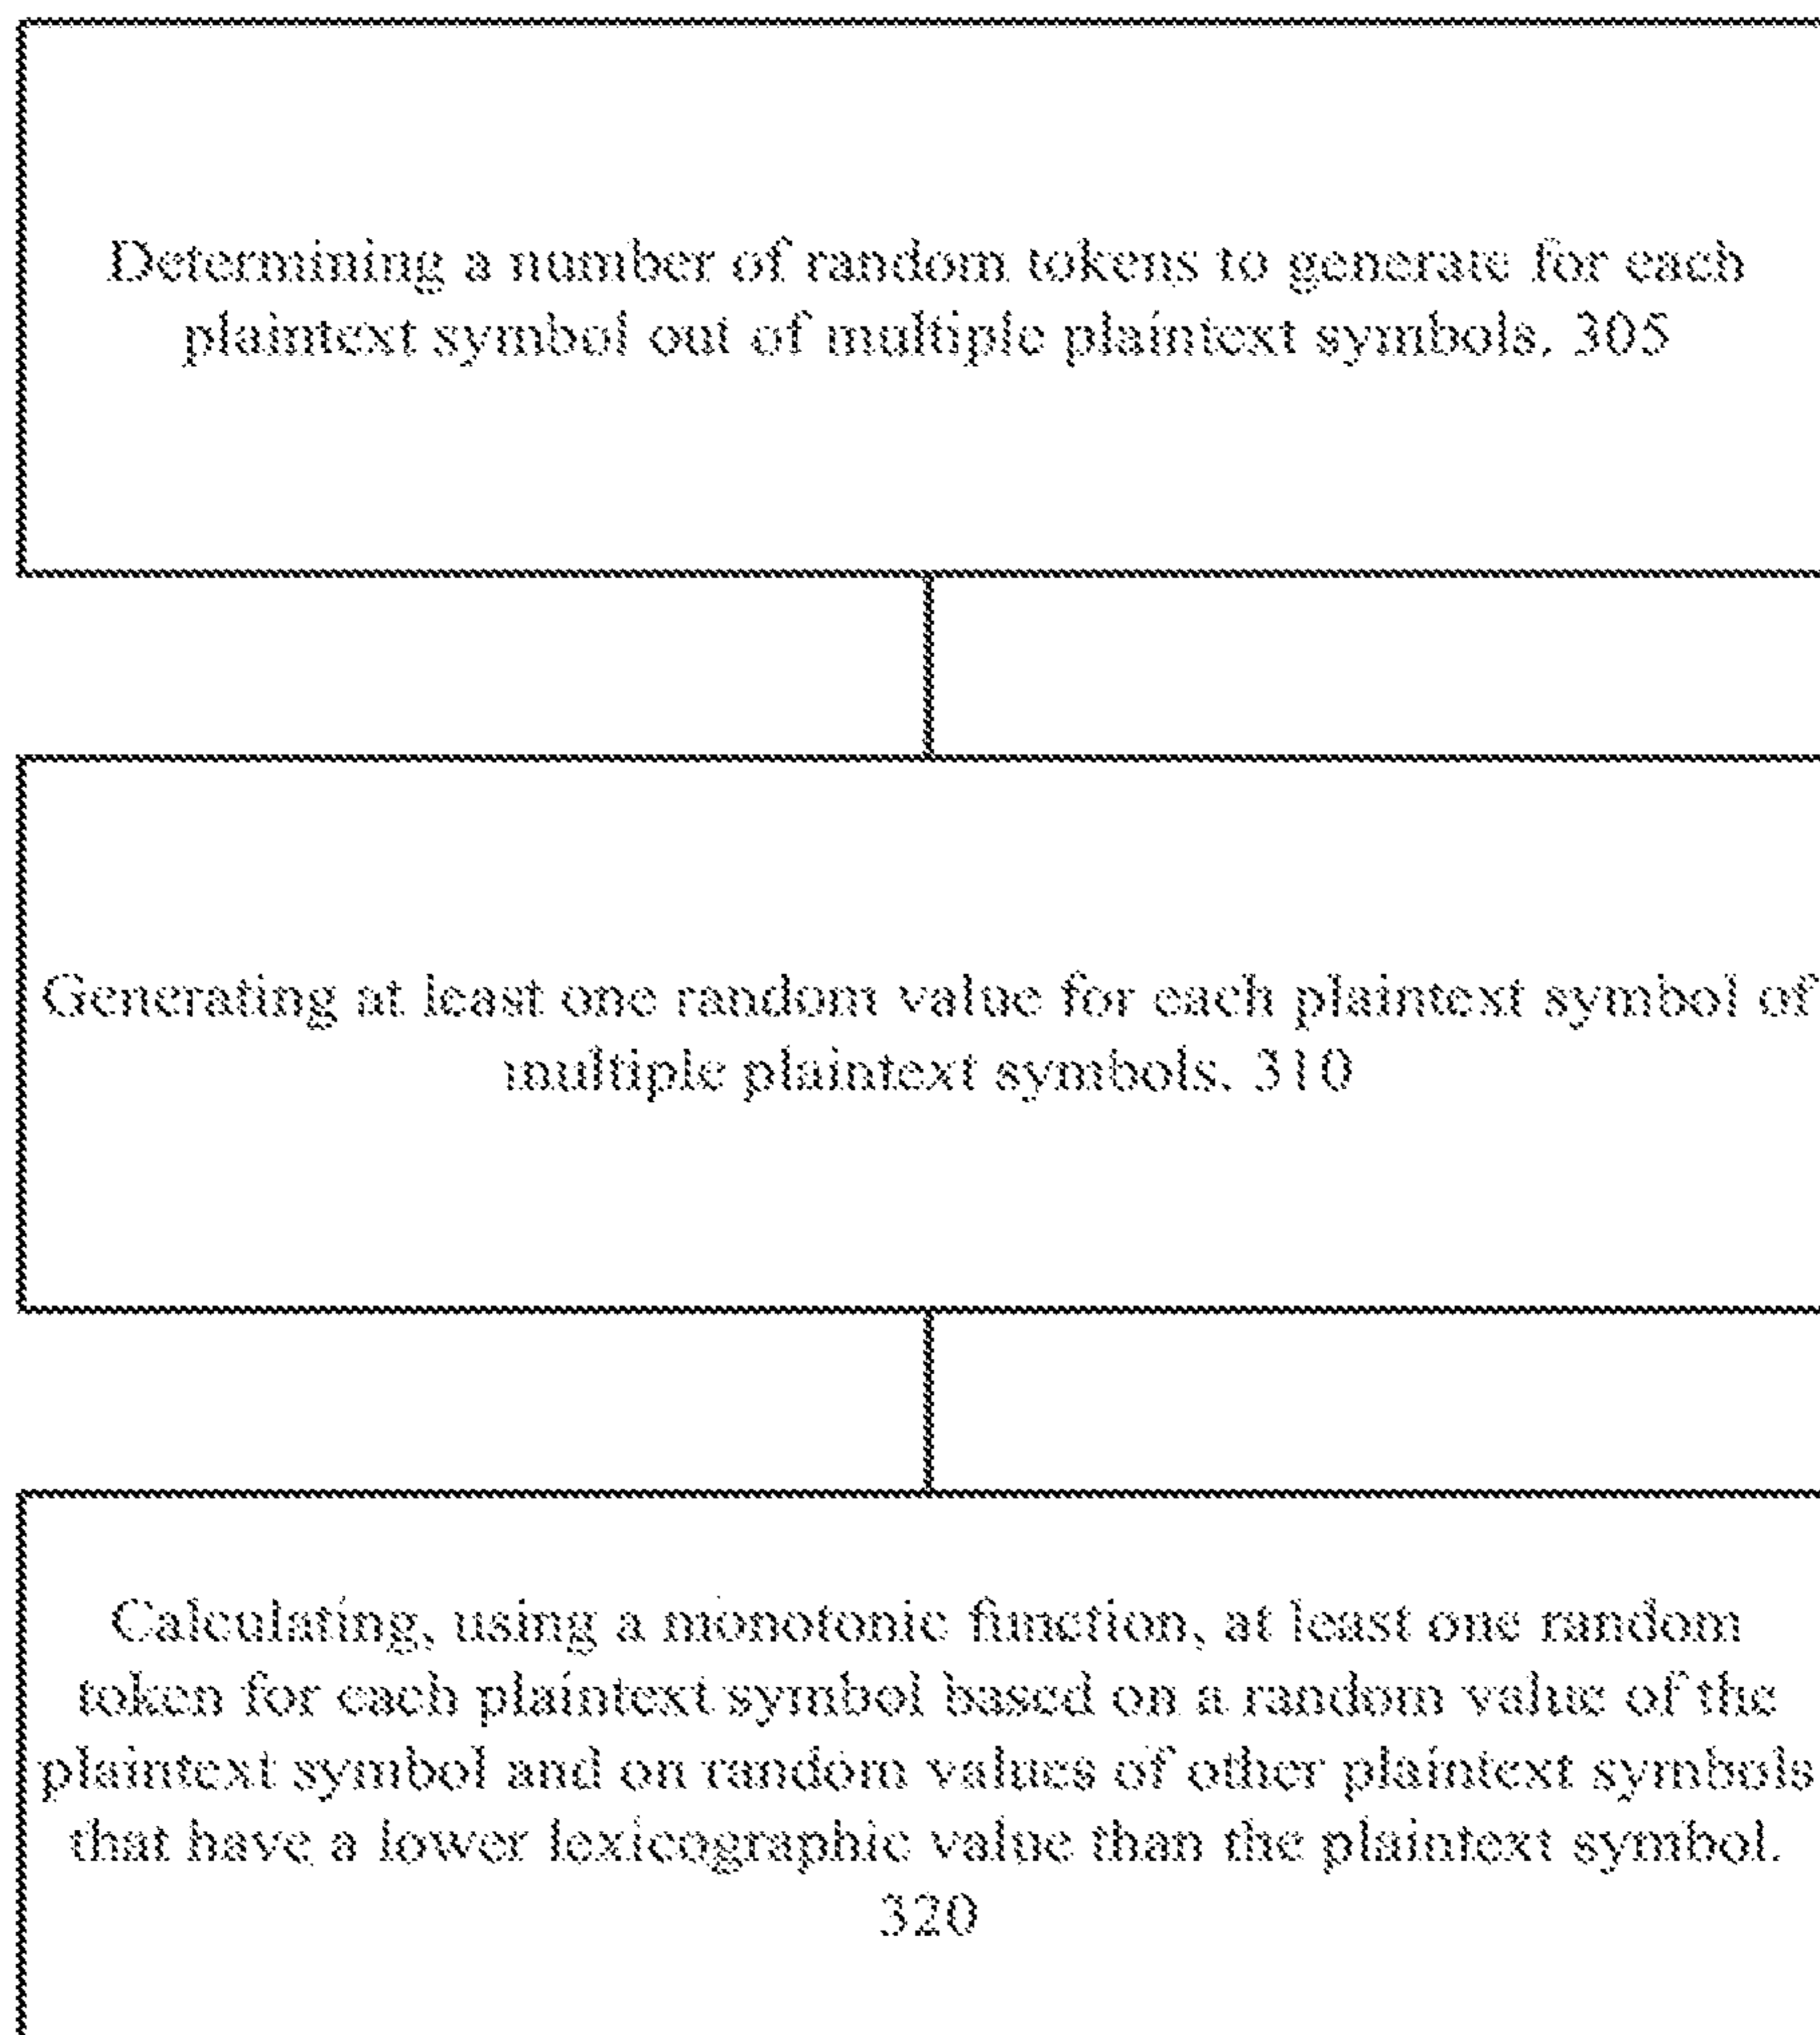 Determining a number of random tokens to generate for each
plaintext symbol out of multiple plaintext symbols. 305
Generating at least one random value for each plaintext symbol of
multiple plaintext symbols. 310
Calculating, using a monotonic function, at least one random
token for each plaintext symbol based on a random value of the
plaintext symbol and on random values of other plaintext symbols
that have a lower lexicographic value than the plaintext symbol.
320